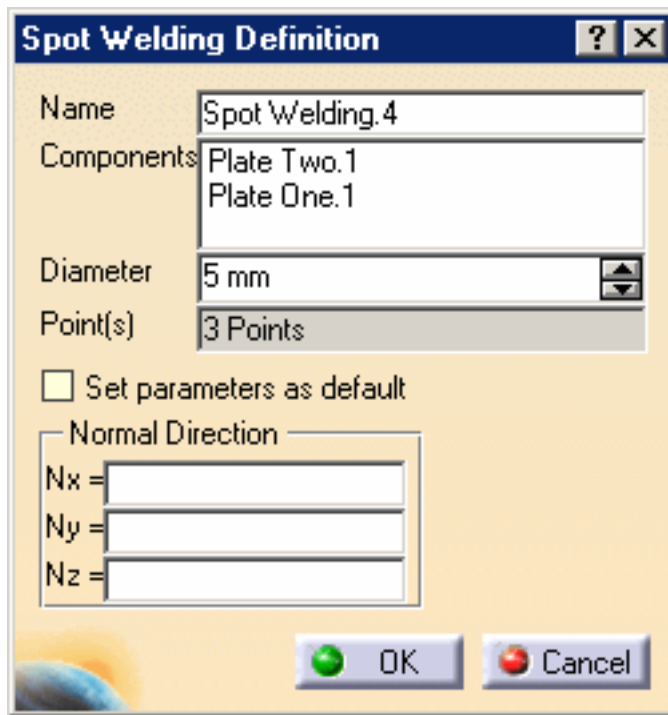 Spot Welding Definition ? X
Name Spot Welding.4
Components Plate Two.1
Plate One.1
Diameter 5 mm
Point(s) 3 Points
Set parameters as default
Normal Direction
Nx =
Ny =
Nz =
OK Cancel